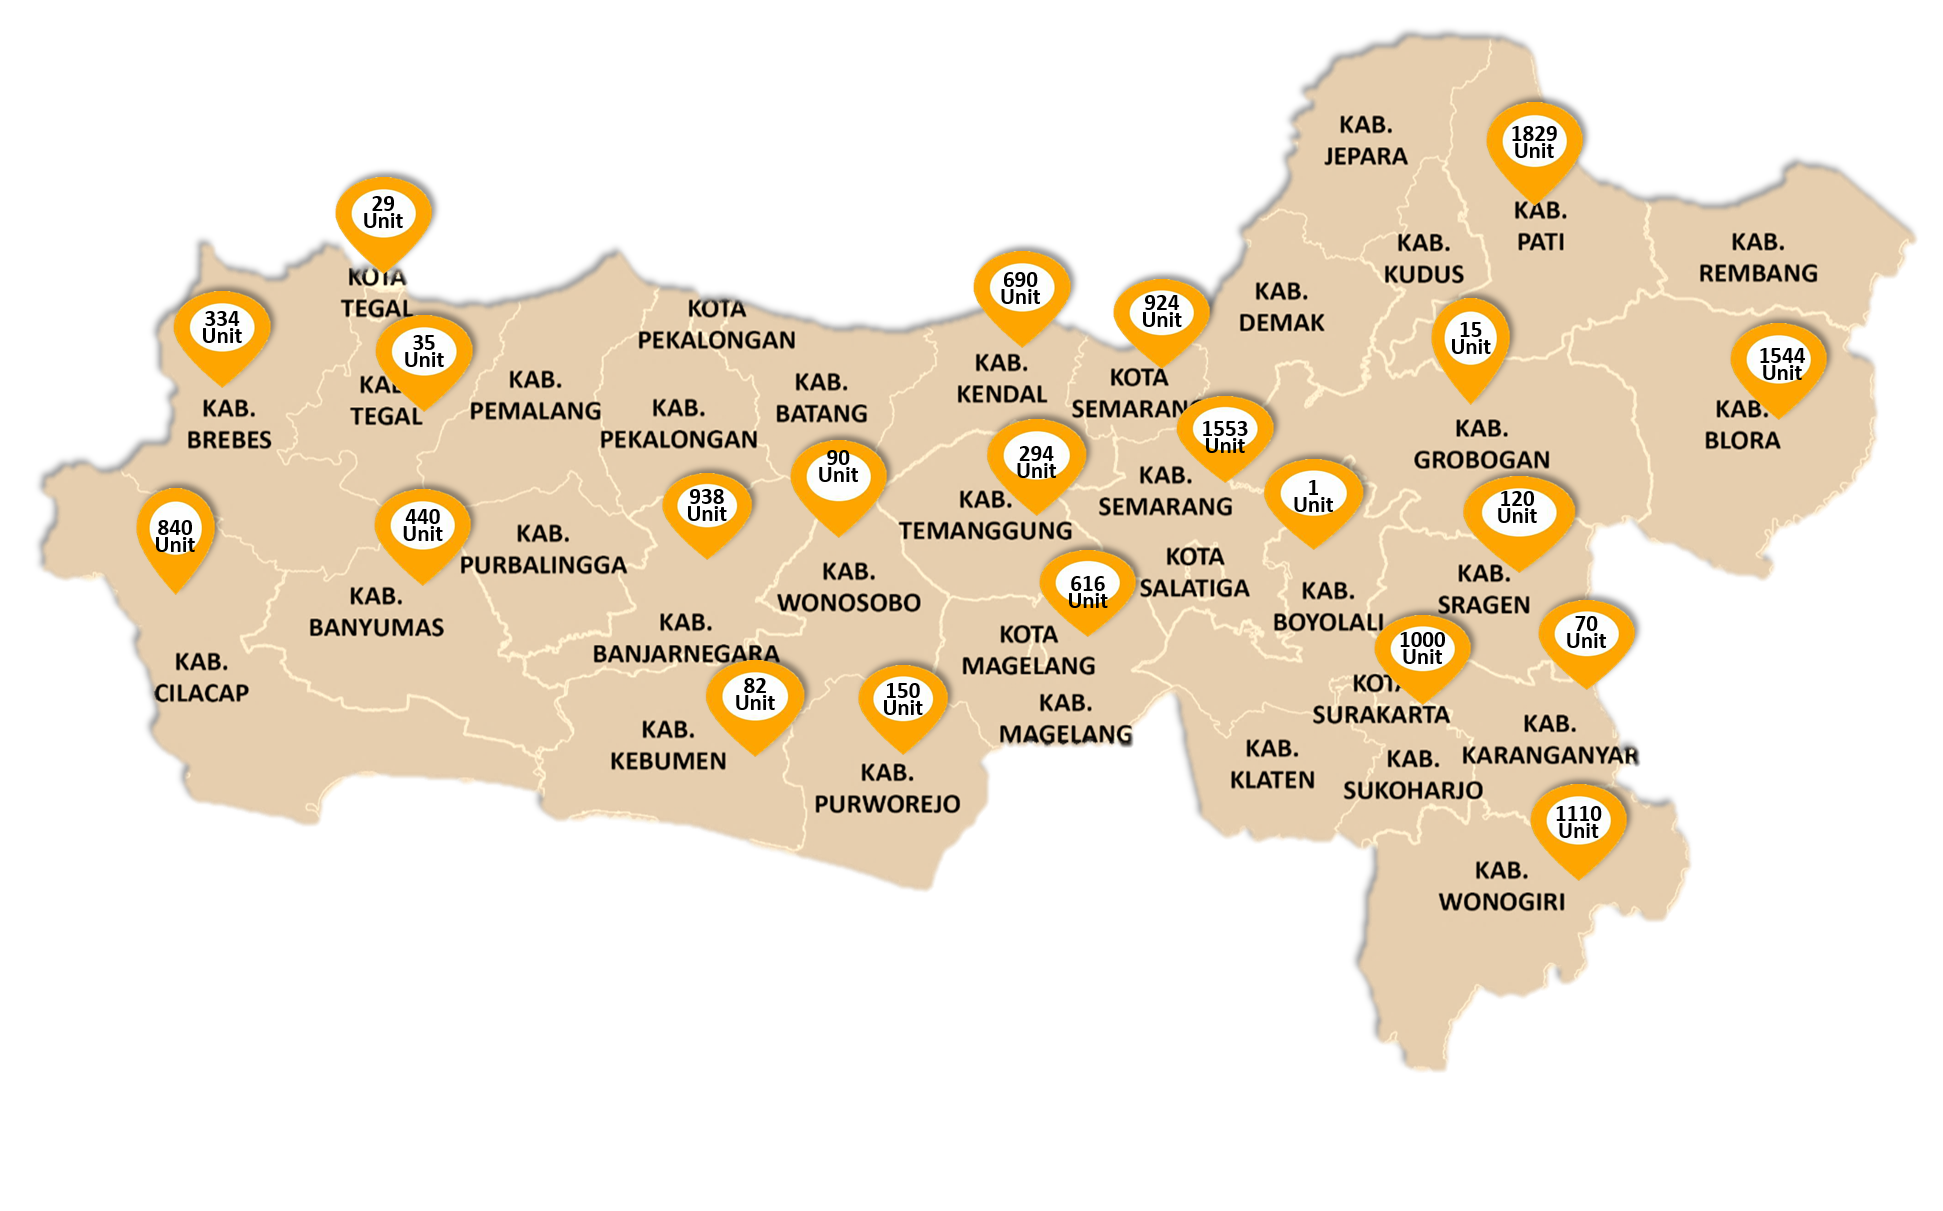 KAB.
JEPARA
1829
Unit
KAB.
PATI
29
Unit
KOTA
TEGAL
KAB.
KUDUS
KAB.
REMBANG
690
Unit
924
Unit
KAB.
DEMAK
334
Unit
35
Unit
KOTA
PEKALONGAN
15
Unit
1544
Unit
KAB.
BREBES
KAB.
TEGAL
KAB.
PEMALANG
KAB.
PEKALONGAN
KAB.
BATANG
KAB.
KENDAL
KOTA
SEMARANG
1553
Unit
KAB.
GROBOGAN
KAB.
BLORA
840
Unit
440
Unit
KAB.
PURBALINGGA
938
Unit
90
Unit
294
Unit
KAB.
TEMANGGUNG
KAB.
SEMARANG
1
Unit
120
Unit
KAB.
BANYUMAS
KAB.
WONOSOBO
616
Unit
KOTA
SALATIGA
KAB.
BOYOLALI
KAB.
SRAGEN
KAB.
CILACAP
KAB.
BANJARNEGARA
KOTA
MAGELANG
1000
Unit
70
Unit
82
Unit
150
Unit
KAB.
MAGELANG
KOTA
SURAKARTA
KAB.
KEBUMEN
KAB.
PURWOREJO
KAB.
KLATEN
KAB.
SUKOHARJO
KAB.
KARANGANYAR
1110
Unit
KAB.
WONOGIRI